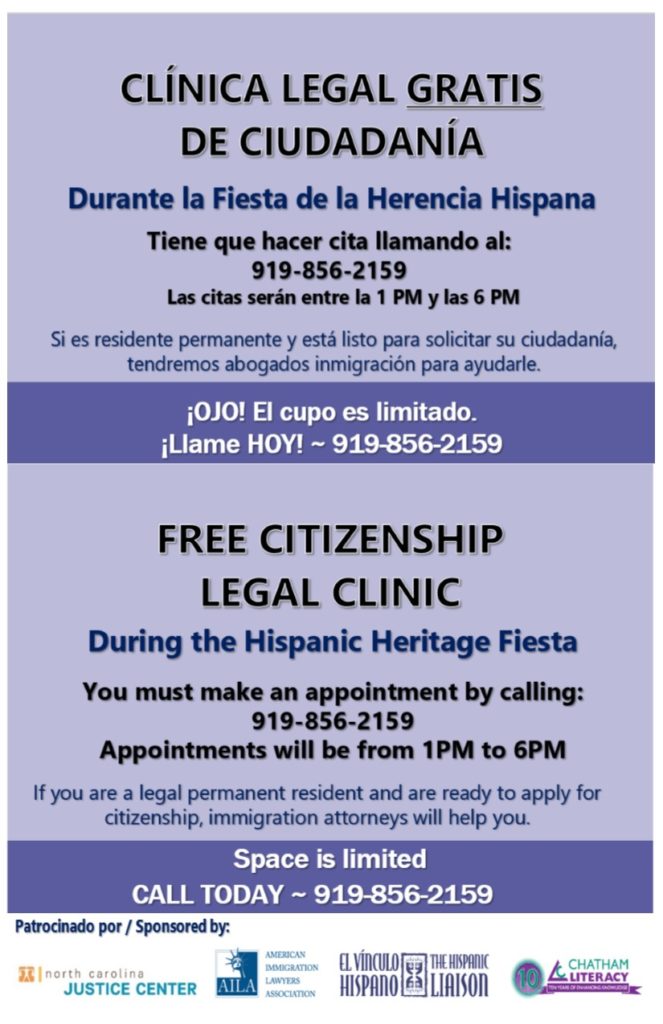 CLÍNICA LEGAL GRATIS
DE CIUDADANÍA
Durante la Fiesta de la Herencia Hispana
Tiene que hacer cita llamando al:
919-856-2159
Las citas serán entre la 1 PM y las 6 PM
Si es residente permanente y está listo para solicitar su ciudadanía,
tendremos abogados inmigración para ayudarle.
¡OJO! El cupo es limitado.
¡Llame HOY! ~ 919-856-2159
FREE CITIZENSHIP
LEGAL CLINIC
During the Hispanic Heritage Fiesta
You must make an appointment by calling:
919-856-2159
Appointments will be from 1PM to 6PM
If you are a legal permanent resident and are ready to apply for
citizenship, immigration attorneys will help you.
Space is limited
CALL TODAY ~ 919-856-2159
Patrocinado por / Sponsored by:
north carolina
JUSTICE CENTER
AILA
AMERICAN
IMMIGRATION
LAWYERS
ASSOCIATION
EL VÍNCULO
HISPANO
THE HISPANIC
LIAISON
10
CHATHAM
LITERACY
TEN YEARS OF ENHANCING KNOWLEDGE